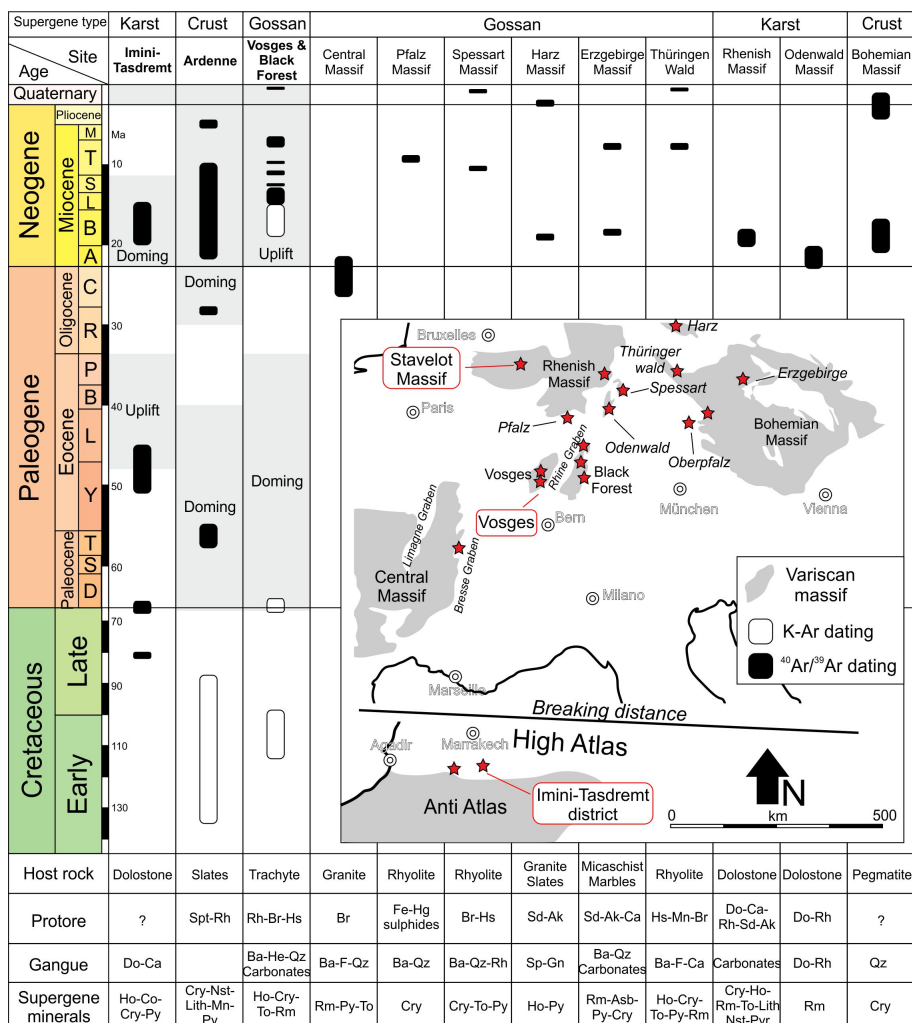 Supergene type Karst Crust Gossan Gossan Karst Crust
Site
Age
Imini-
Tasdremt
Ardenne
Vosges &
Black
Forest
Central
Massif
Pfalz
Massif
Spessart
Massif
Harz
Massif
Erzgebirge
Massif
Thüringen
Wald
Rhenish
Massif
Odenwald
Massif
Bohemian
Massif
Quaternary
Neogene
Pliocene
Miocene
M
T
S
L
B
A
Ma
10
20
Doming
Uplift
Paleogene
Oligocene
C
R
Doming
30
Eocene
P
B
L
Y
40
Uplift
50
Doming
Doming
Paleocene
T
S
D
60
Cretaceous
Late
Early
70
90
110
130
Bruxelles
Harz
Stavelot
Massif
Rhenish
Massif
Thüringer
wald
Erzgebirge
Spessart
Paris
Bohemian
Massif
Pfalz
Odenwald
Oberpfalz
Rhine Graben
Vosges
Black
Forest
München
Vienna
Vosges
Bern
Limagne Graben
Bresse Graben
Central
Massif
Milano
Variscan
massif
K-Ar dating
⁴⁰Ar/³⁹Ar dating
Marseille
Breaking distance
Agadir
Marrakech
High Atlas
Anti Atlas
Imini-Tasdremt
district
N
0 km 500
Host rock Dolostone Slates Trachyte Granite Rhyolite Rhyolite Granite
Slates Micaschist
Marbles Rhyolite Dolostone Dolostone Pegmatite
Protore ? Spt-Rh Rh-Br-Hs Br Fe-Hg
sulphides Br-Hs Sd-Ak Sd-Ak-Ca Hs-Mn-Br Do-Ca-
Rh-Sd-Ak Do-Rh ?
Gangue Do-Ca Ba-He-Qz
Carbonates Ba-F-Qz Ba-Qz Ba-Qz-Rh Sp-Gn Ba-Qz
Carbonates Ba-F-Ca Carbonates Do-Rh Qz
Supergene
minerals Ho-Co-
Cry-Py Cry-Nst-
Lith-Mn-
Py Ho-Cry-
To-Rm Rm-Py-To Cry Cry-To-Py Ho-Py Rm-Asb-
Py-Cry Ho-Cry-
To-Py-Rm Cry-Ho-
Rm-To-Lith
Nst-Pyr Rm Cry